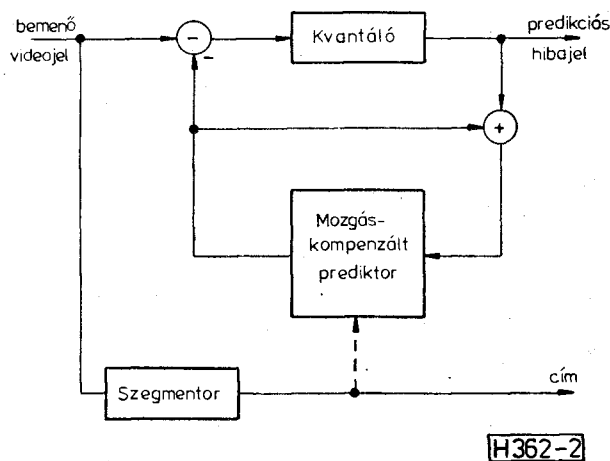 bemenő
videojel
-
-
Kvantáló
predikciós
hibajel
+
Mozgás-
kompenzált
prediktor
Szegmentor
cím
H362-2